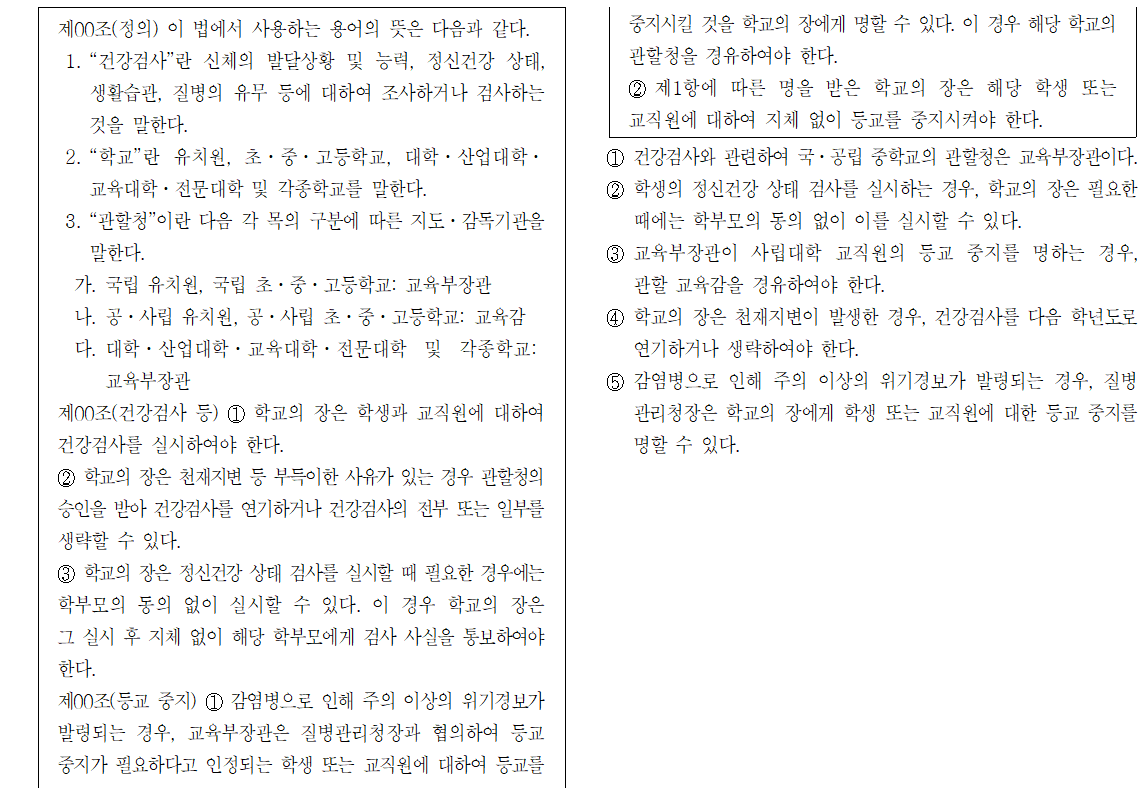 제00조(정의) 이 법에서 사용하는 용어의 뜻은 다음과 같다.
1. “건강검사”란 신체의 발달상황 및 능력, 정신건강 상태,
생활습관, 질병의 유무 등에 대하여 조사하거나 검사하는
것을 말한다.
2. “학교”란 유치원, 초·중·고등학교, 대학·산업대학·
교육대학·전문대학 및 각종학교를 말한다.
3. “관할청”이란 다음 각 목의 구분에 따른 지도·감독기관을
말한다.
가. 국립 유치원, 국립 초·중·고등학교: 교육부장관
나. 공·사립 유치원, 공·사립 초·중·고등학교: 교육감
다. 대학·산업대학·교육대학·전문대학 및 각종학교:
교육부장관
제00조(건강검사 등) ① 학교의 장은 학생과 교직원에 대하여
건강검사를 실시하여야 한다.
② 학교의 장은 천재지변 등 부득이한 사유가 있는 경우 관할청의
승인을 받아 건강검사를 연기하거나 건강검사의 전부 또는 일부를
생략할 수 있다.
③ 학교의 장은 정신건강 상태 검사를 실시할 때 필요한 경우에는
학부모의 동의 없이 실시할 수 있다. 이 경우 학교의 장은
그 실시 후 지체 없이 해당 학부모에게 검사 사실을 통보하여야
한다.
제00조(등교 중지) ① 감염병으로 인해 주의 이상의 위기경보가
발령되는 경우, 교육부장관은 질병관리청장과 협의하여 등교
중지가 필요하다고 인정되는 학생 또는 교직원에 대하여 등교를
중지시킬 것을 학교의 장에게 명할 수 있다. 이 경우 해당 학교의
관할청을 경유하여야 한다.
② 제1항에 따른 명을 받은 학교의 장은 해당 학생 또는
교직원에 대하여 지체 없이 등교를 중지시켜야 한다.
① 건강검사와 관련하여 국·공립 중학교의 관할청은 교육부장관이다.
② 학생의 정신건강 상태 검사를 실시하는 경우, 학교의 장은 필요한
때에는 학부모의 동의 없이 이를 실시할 수 있다.
③ 교육부장관이 사립대학 교직원의 등교 중지를 명하는 경우,
관할 교육감을 경유하여야 한다.
④ 학교의 장은 천재지변이 발생한 경우, 건강검사를 다음 학년도로
연기하거나 생략하여야 한다.
⑤ 감염병으로 인해 주의 이상의 위기경보가 발령되는 경우, 질병
관리청장은 학교의 장에게 학생 또는 교직원에 대한 등교 중지를
명할 수 있다.